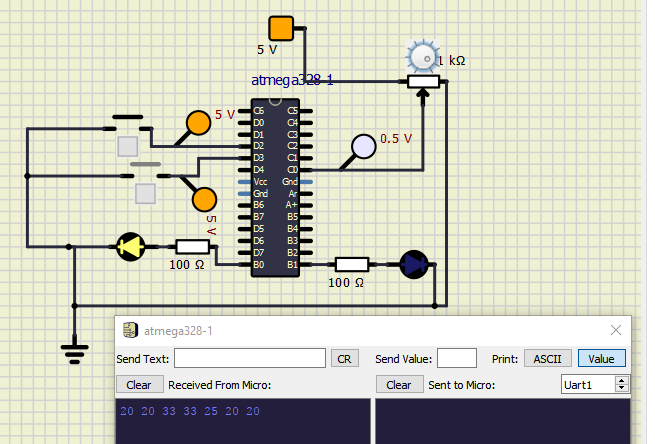 5 V
1 kΩ
atmega328-1
5 V
0.5 V
C6 C5
D0 C4
D1 C3
D2 C2
D3 C1
D4 C0
Vcc Gnd
Gnd Ar
B6 A+
B7 B5
D5 B4
D6 B3
D7 B2
B0 B1
5 V
100 Ω
100 Ω
atmega328-1
Send Text: CR Send Value: Print: ASCII Value
Clear Received From Micro: Clear Sent to Micro: Uart1
20 20 33 33 25 20 20